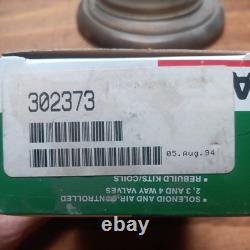 A
302373
05.Aug.94
• REBUILD KITS/COILS
2, 3 AND 4 WAY VALVES
• SOLENOID AND AIR CONTROLLED